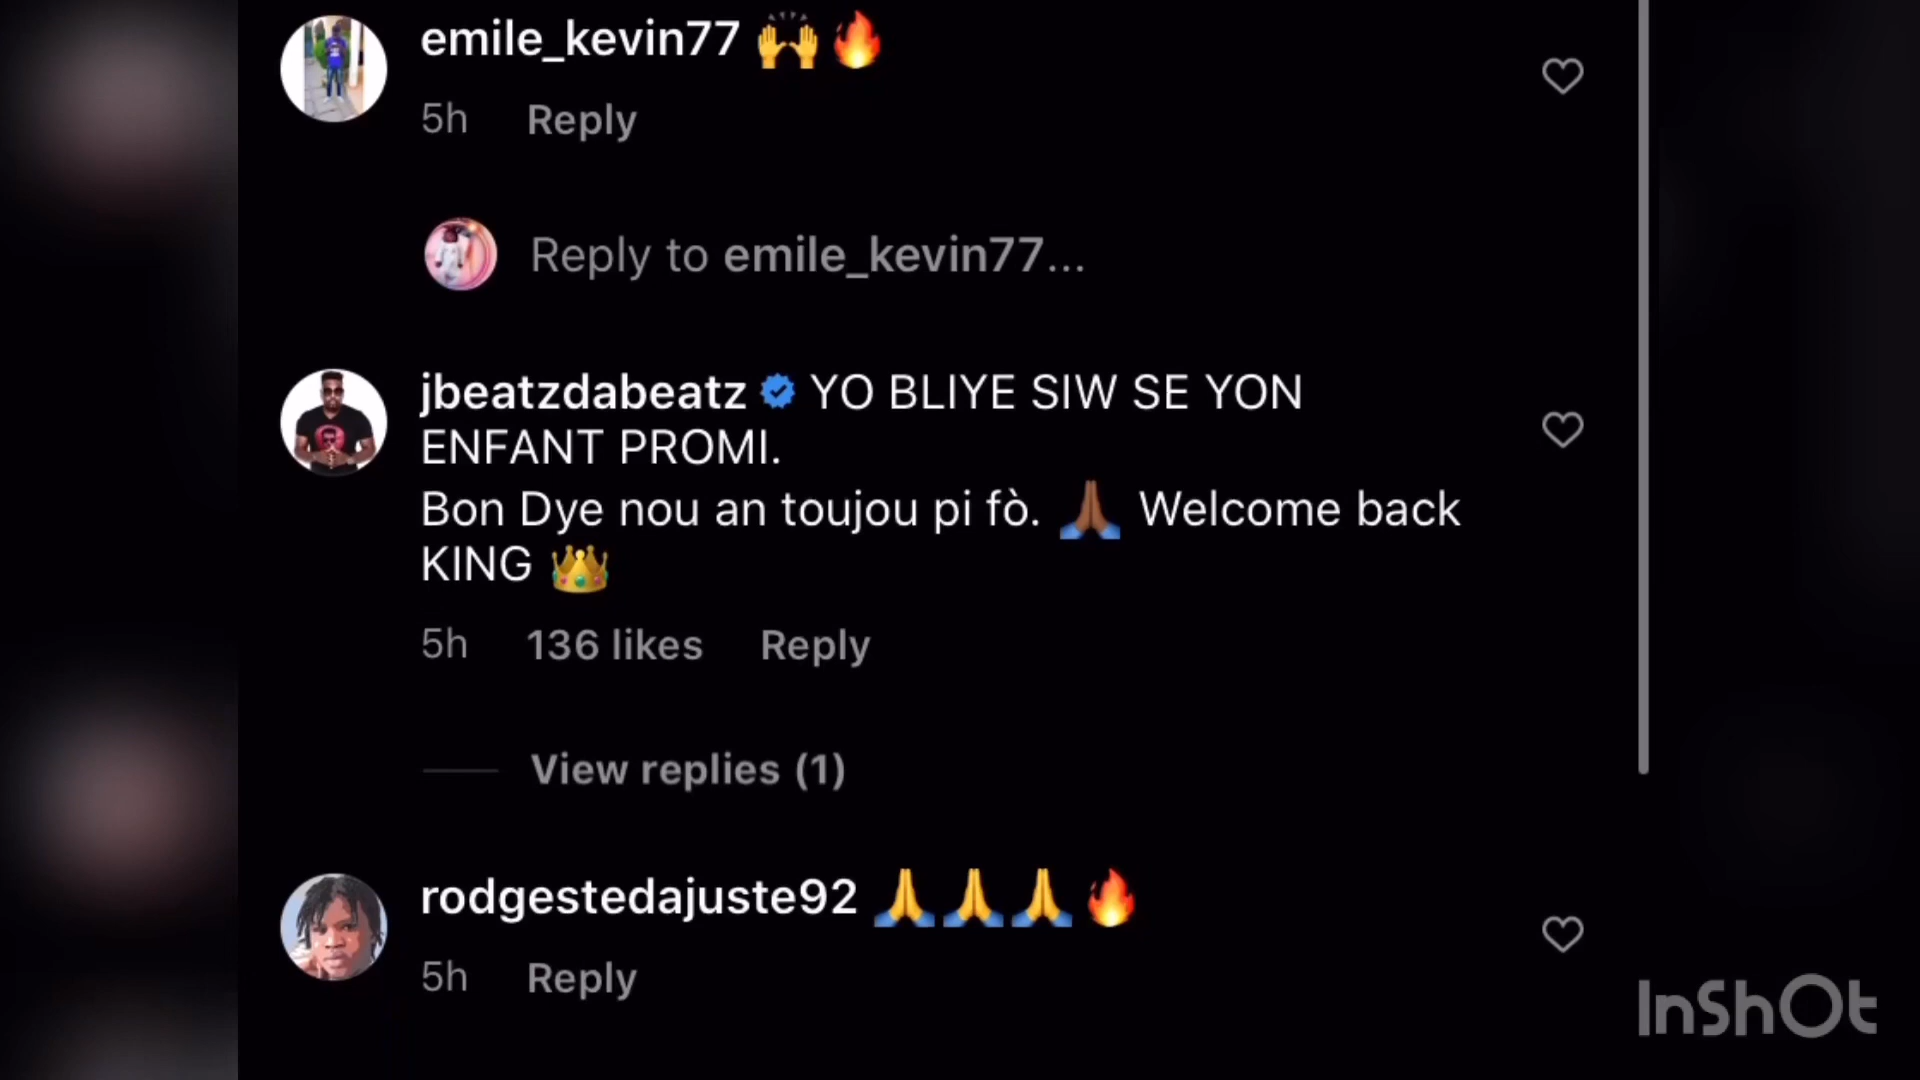 emile_kevin77 🙌🔥
5h Reply
Reply to emile_kevin77...
jbeatzdabeatz YO BLIYE SIW SE YON
ENFANT PROMI.
Bon Dye nou an toujou pi fò. 🙏🏾 Welcome back
KING 👑
5h 136 likes Reply
View replies (1)
rodgestedajuste92 🙏🙏🙏🔥
5h Reply
InShOt